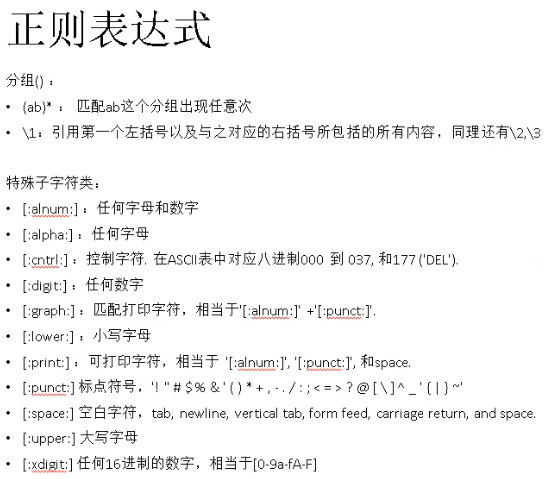 正则表达式
分组()：
• (ab)*： 匹配ab这个分组出现任意次
• \1：引用第一个左括号以及与之对应的右括号所包括的所有内容，同理还有\2,\3
特殊子字符类：
• [:alnum:]：任何字母和数字
• [:alpha:]：任何字母
• [:cntrl:]：控制字符. 在ASCII表中对应八进制000 到 037, 和177 ('DEL').
• [:digit:]：任何数字
• [:graph:]：匹配打印字符，相当于'[:alnum:]' +'[:punct:]'.
• [:lower:]：小写字母
• [:print:]：可打印字符，相当于 '[:alnum:]', '[:punct:]', 和space.
• [:punct:] 标点符号，'! " # $ % & ' ( ) * + , - . / : ; < = > ? @ [ \ ] ^ _ ' { | } ~'
• [:space:] 空白字符，tab, newline, vertical tab, form feed, carriage return, and space.
• [:upper:] 大写字母
• [:xdigit:] 任何16进制的数字，相当于[0-9a-fA-F]